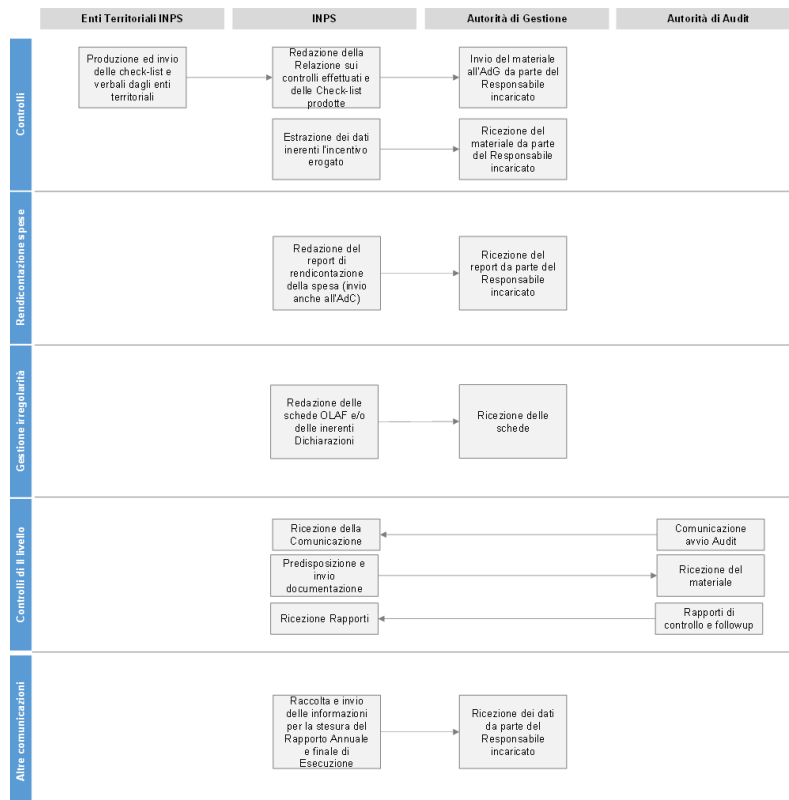 Enti Territoriali INPS
INPS
Autorità di Gestione
Autorità di Audit
Controlli
Produzione ed invio
delle check-list e
verbali dagli enti
territoriali
Redazione della
Relazione sui
controlli effettuati e
delle Check-list
prodotte
Invio del materiale
all'AdG da parte del
Responsabile
incaricato
Estrazione dei dati
inerenti l'incentivo
erogato
Ricezione del
materiale da parte
del Responsabile
incaricato
Rendicontazione spese
Redazione del
report di
rendicontazione
della spesa (invio
anche all'AdC)
Ricezione del
report da parte del
Responsabile
incaricato
Gestione irregolarità
Redazione delle
schede OLAF e/o
delle inerenti
Dichiarazioni
Ricezione delle
schede
Controlli di II livello
Ricezione della
Comunicazione
Comunicazione
avvio Audit
Predisposizione e
invio
documentazione
Ricezione del
materiale
Ricezione Rapporti
Rapporti di
controllo e followup
Altre comunicazioni
Raccolta e invio
delle informazioni
per la stesura del
Rapporto Annuale
e finale di
Esecuzione
Ricezione dei dati
da parte del
Responsabile
incaricato